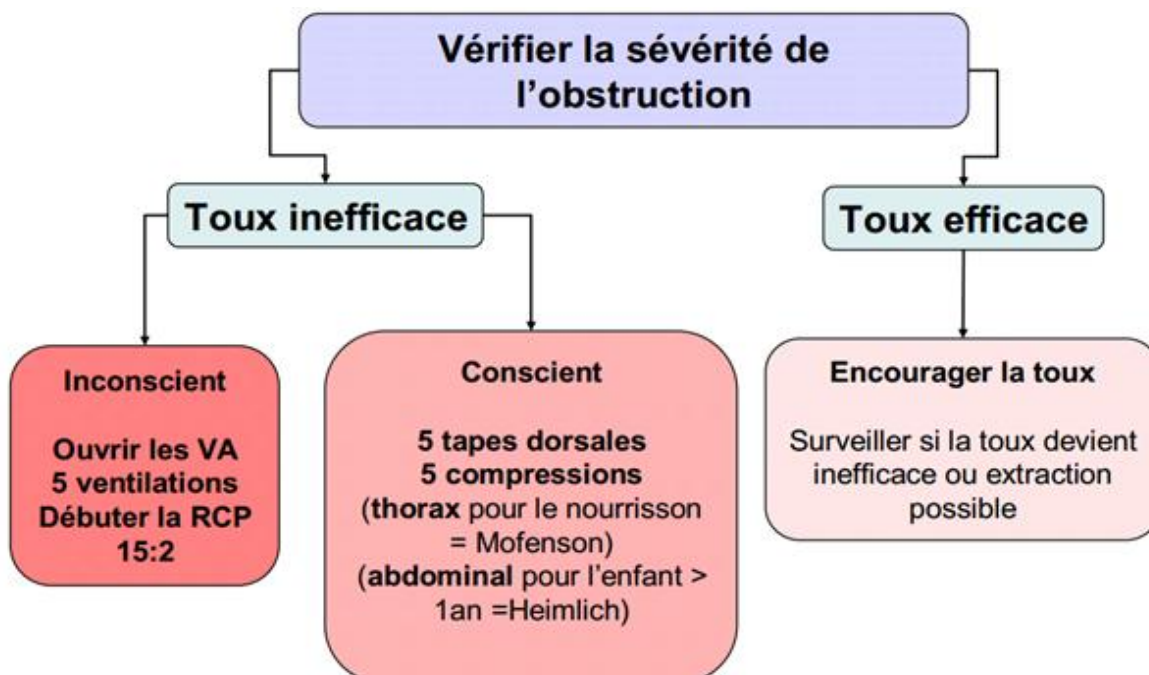 Vérifier la sévérité de
l’obstruction
Toux inefficace
Toux efficace
Inconscient
Ouvrir les VA
5 ventilations
Débuter la RCP
15:2
Conscient
5 tapes dorsales
5 compressions
(thorax pour le nourrisson
= Mofenson)
(abdominal pour l’enfant >
1an =Heimlich)
Encourager la toux
Surveiller si la toux devient
inefficace ou extraction
possible